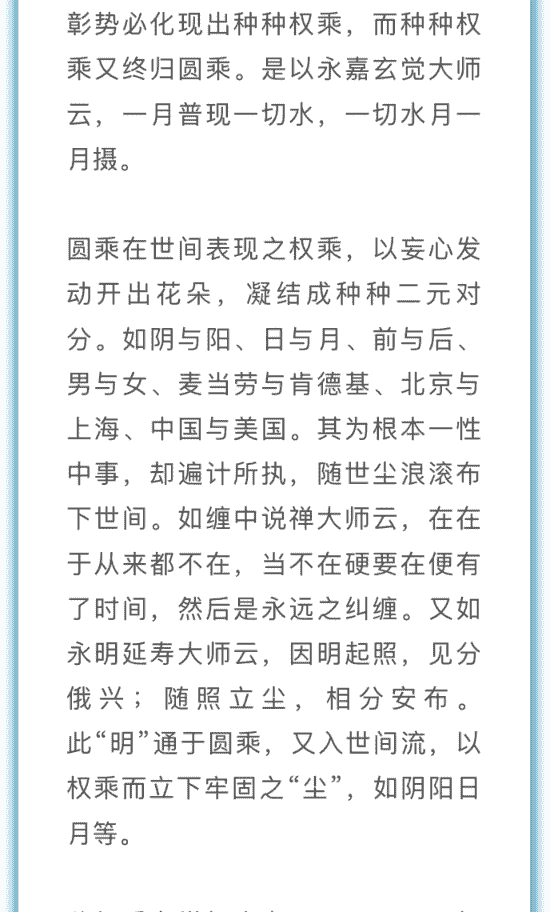 彰势必化现出种种权乘，而种种权
乘又终归圆乘。是以永嘉玄觉大师
云，一月普现一切水，一切水月一
月摄。
圆乘在世间表现之权乘，以妄心发
动开出花朵，凝结成种种二元对
分。如阴与阳、日与月、前与后、
男与女、麦当劳与肯德基、北京与
上海、中国与美国。其为根本一性
中事，却遍计所执，随世尘浪滚布
下世间。如缠中说禅大师云，在在
于从来都不在，当不在硬要在便有
了时间，然后是永远之纠缠。又如
永明延寿大师云，因明起照，见分
俄兴；随照立尘，相分安布。
此“明”通于圆乘，又入世间流，以
权乘而立下牢固之“尘”，如阴阳日
月等。